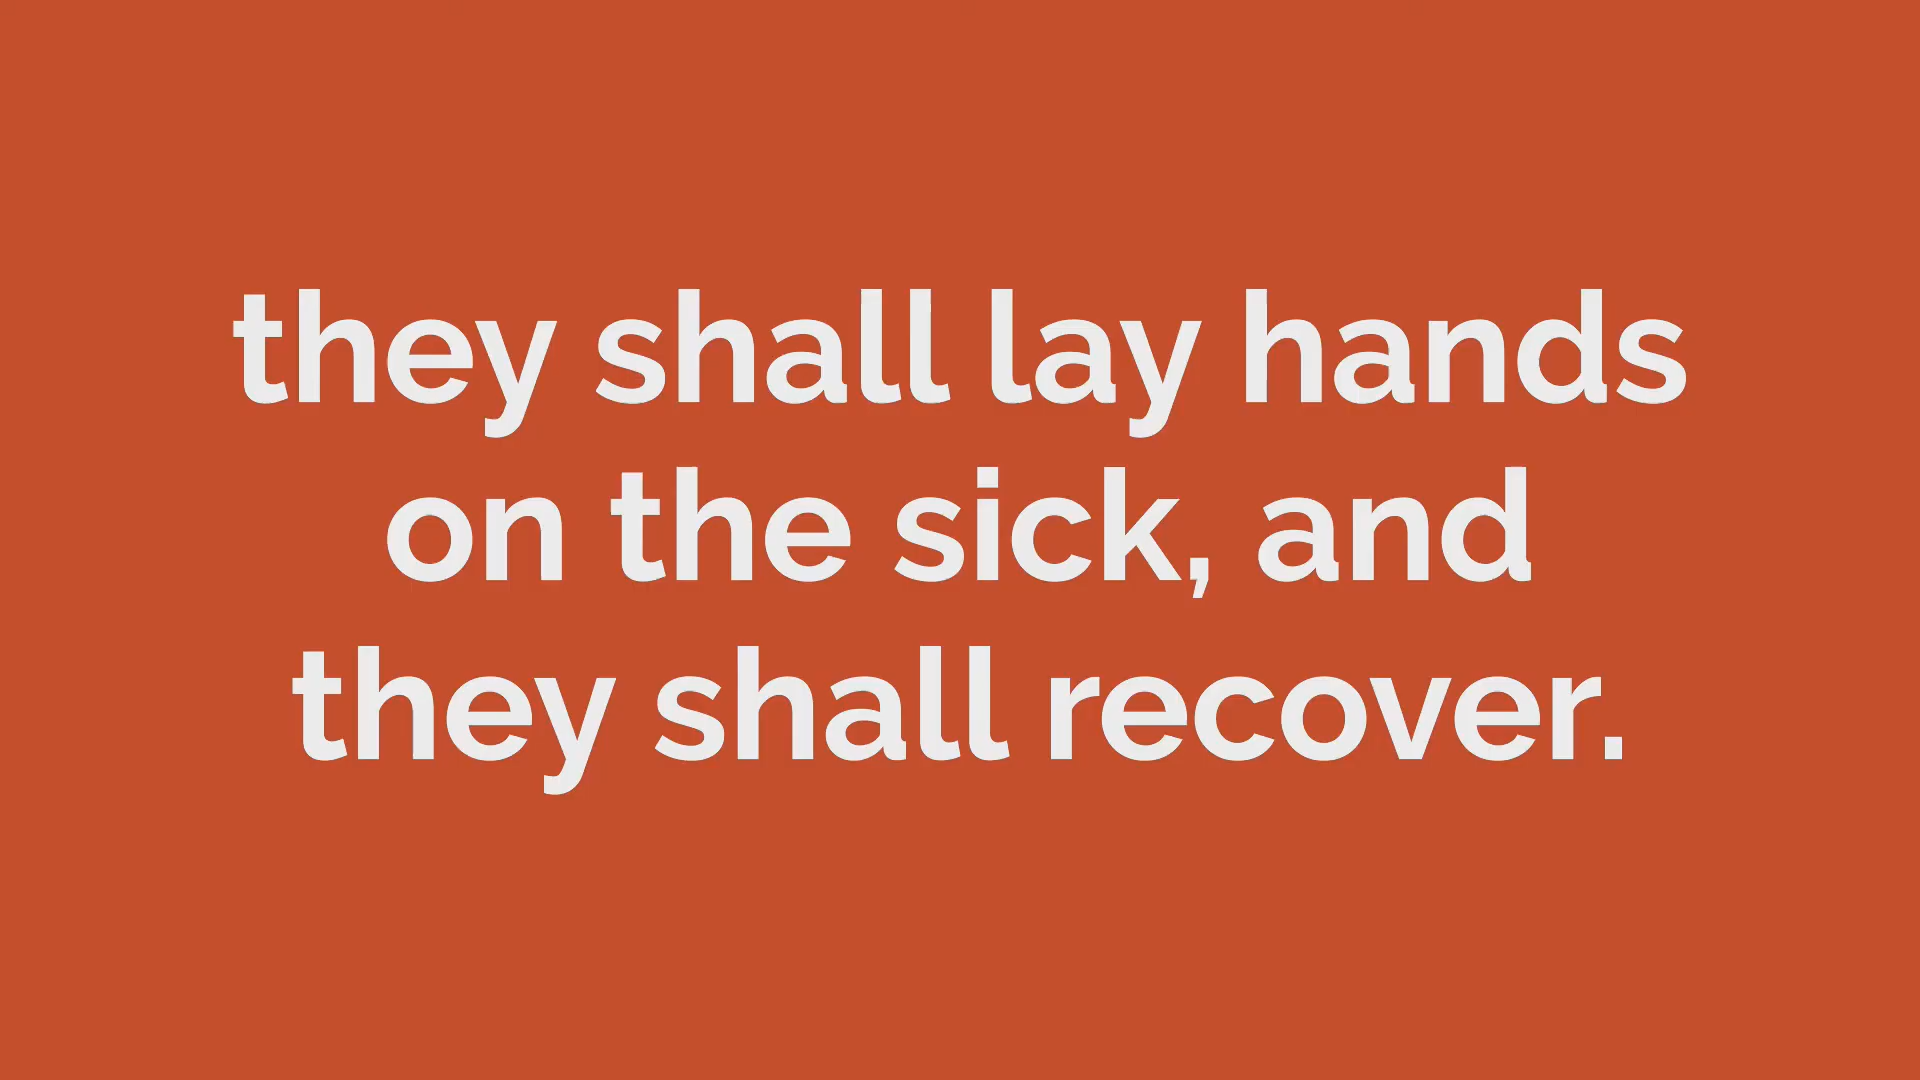 they shall lay hands
on the sick, and
they shall recover.